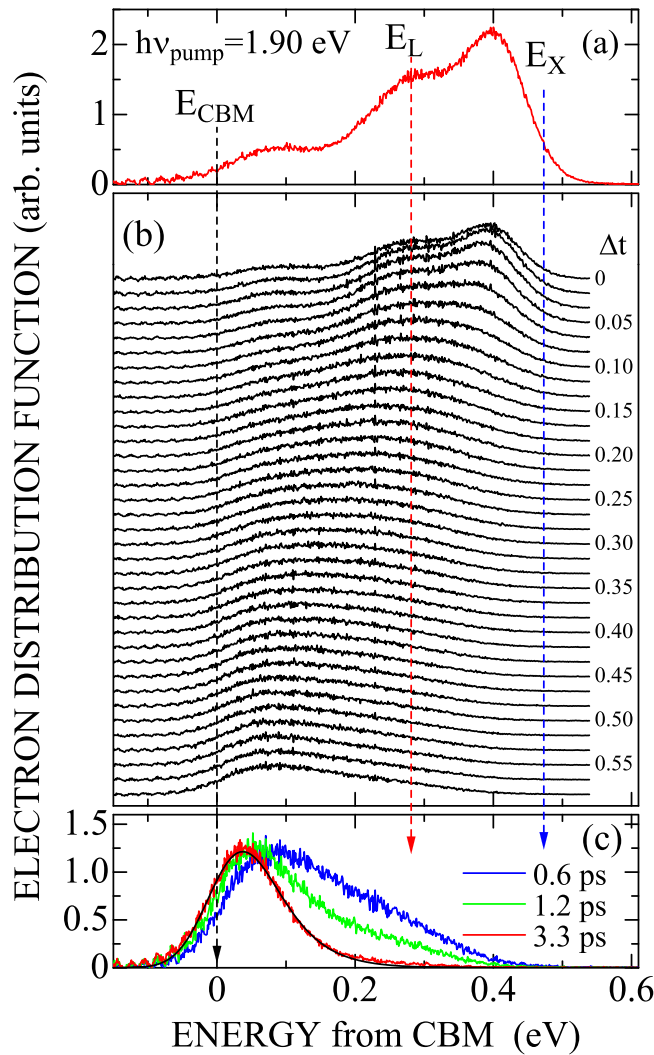 hνpump=1.90 eV
(a)
E_L
E_X
E_CBM
2
1
0
(b)
Δt
0
0.05
0.10
0.15
0.20
0.25
0.30
0.35
0.40
0.45
0.50
0.55
(c)
1.5
1.0
0.5
0
0.6 ps
1.2 ps
3.3 ps
0
0.2
0.4
0.6
ENERGY from CBM (eV)
ELECTRON DISTRIBUTION FUNCTION (arb. units)